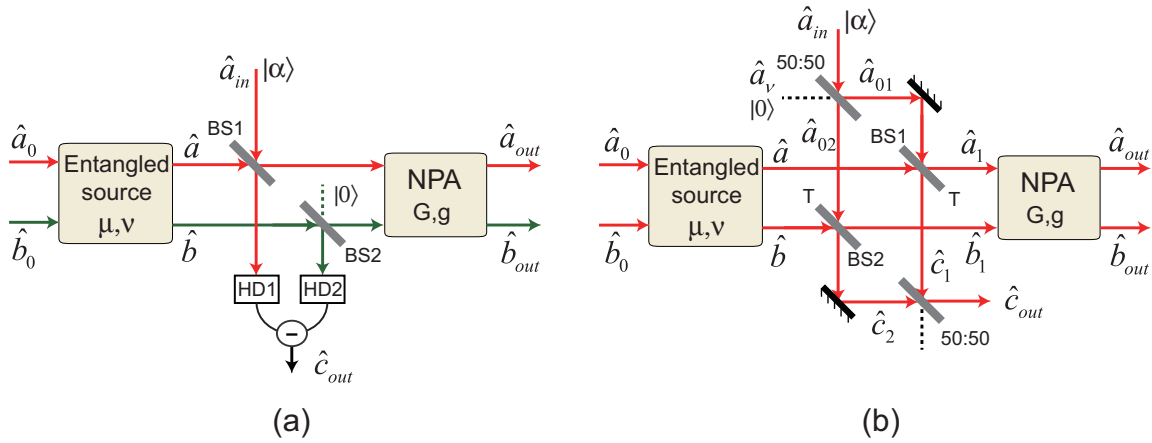 â_in |α⟩
BS1
â_0 â â_out
Entangled source μ,ν
|0⟩
NPA G,g
b̂_0 b̂ b̂_out
BS2
HD1 HD2
−
ĉ_out
(a)
â_in |α⟩
50:50
â_ν â_01
|0⟩
â_02
BS1
â_0 â â_1 â_out
Entangled source μ,ν
T T
NPA G,g
b̂_0 b̂ b̂_1 b̂_out
BS2
ĉ_1
ĉ_out
ĉ_2
50:50
(b)